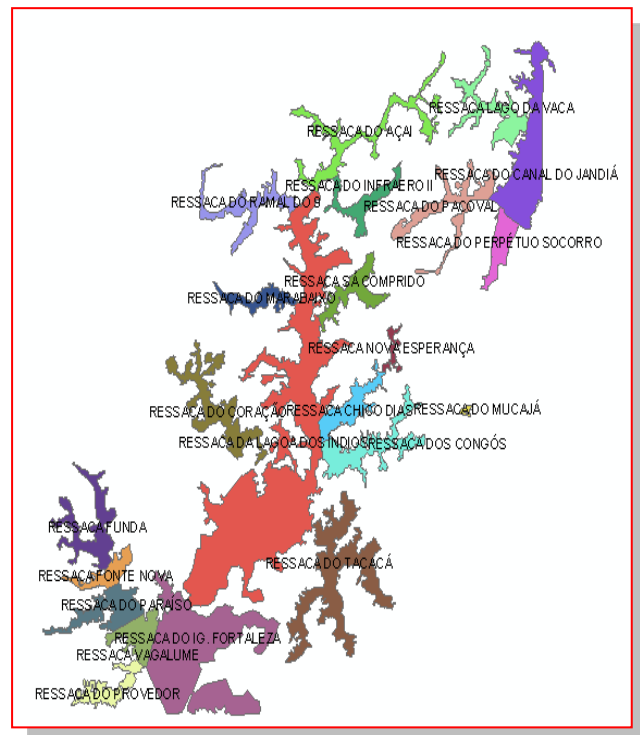 RESSACA LAGO DA VACA
RESSACA DO AÇAI
RESSACA DO CANAL DO JANDIÁ
RESSACA DO INFRAERO II
RESSACA DO RAMAL DO 9
RESSACA DO PACOVAL
RESSACA DO PERPÉTUO SOCORRO
RESSACA SÁ COMPRIDO
RESSACA DO MARABAIXO
RESSACA NOVA ESPERANÇA
RESSACA DO CORAÇÃO
RESSACA CHICO DIAS
RESSACA DO MUCAJÁ
RESSACA DA LAGOA DOS ÍNDIOS
RESSACA DOS CONGÓS
RESSACA FUNDA
RESSACA DO TACACÁ
RESSACA FONTE NOVA
RESSACA DO PARAÍSO
RESSACA DO IG. FORTALEZA
RESSACA VAGALUME
RESSACA DO PROVEDOR